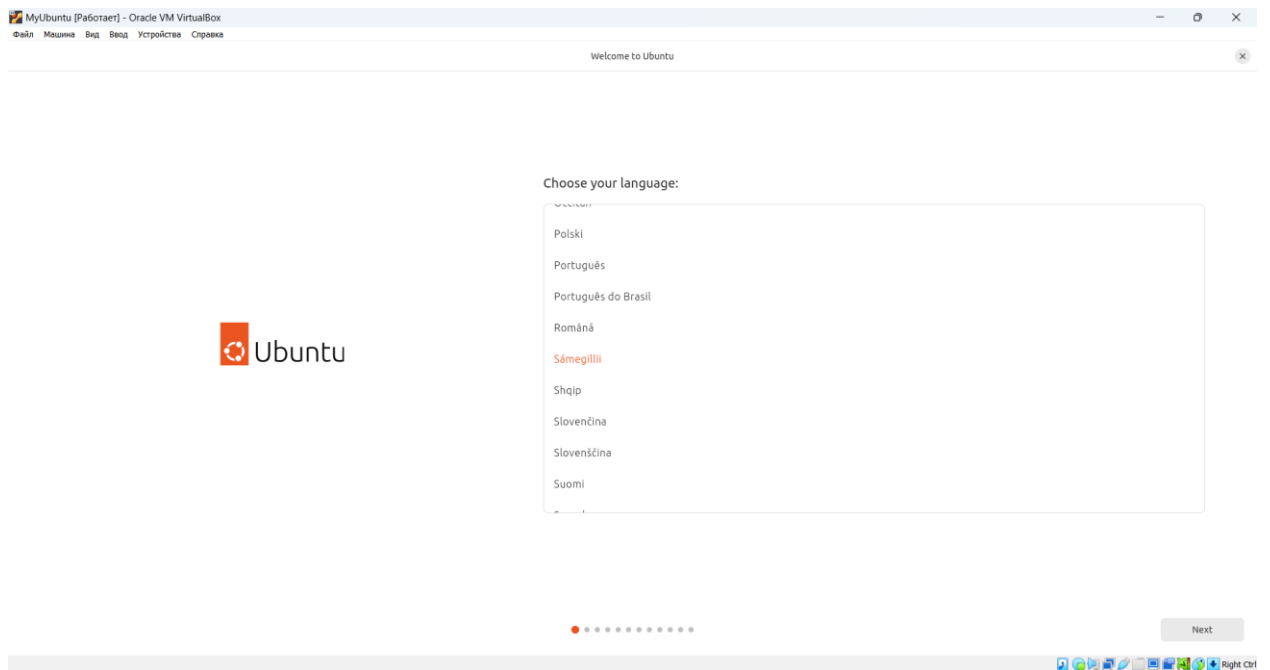 MyUbuntu [Работает] - Oracle VM VirtualBox
Файл Машина Вид Ввод Устройства Справка
Welcome to Ubuntu
Choose your language:
Occitan
Polski
Português
Português do Brasil
Română
Sámegillii
Shqip
Slovenčina
Slovenščina
Suomi
Ubuntu
Next
Right Ctrl